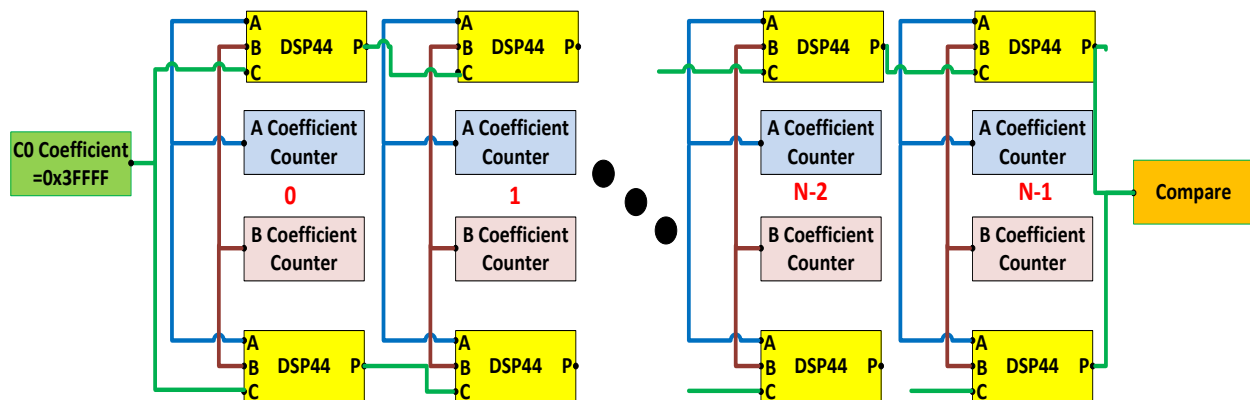 A
B DSP44 P
C
A
B DSP44 P
C
A
B DSP44 P
C
A
B DSP44 P
C
C0 Coefficient
=0x3FFFF
A Coefficient
Counter
A Coefficient
Counter
A Coefficient
Counter
A Coefficient
Counter
0
1
N-2
N-1
Compare
B Coefficient
Counter
B Coefficient
Counter
B Coefficient
Counter
B Coefficient
Counter
A
B DSP44 P
C
A
B DSP44 P
C
A
B DSP44 P
C
A
B DSP44 P
C